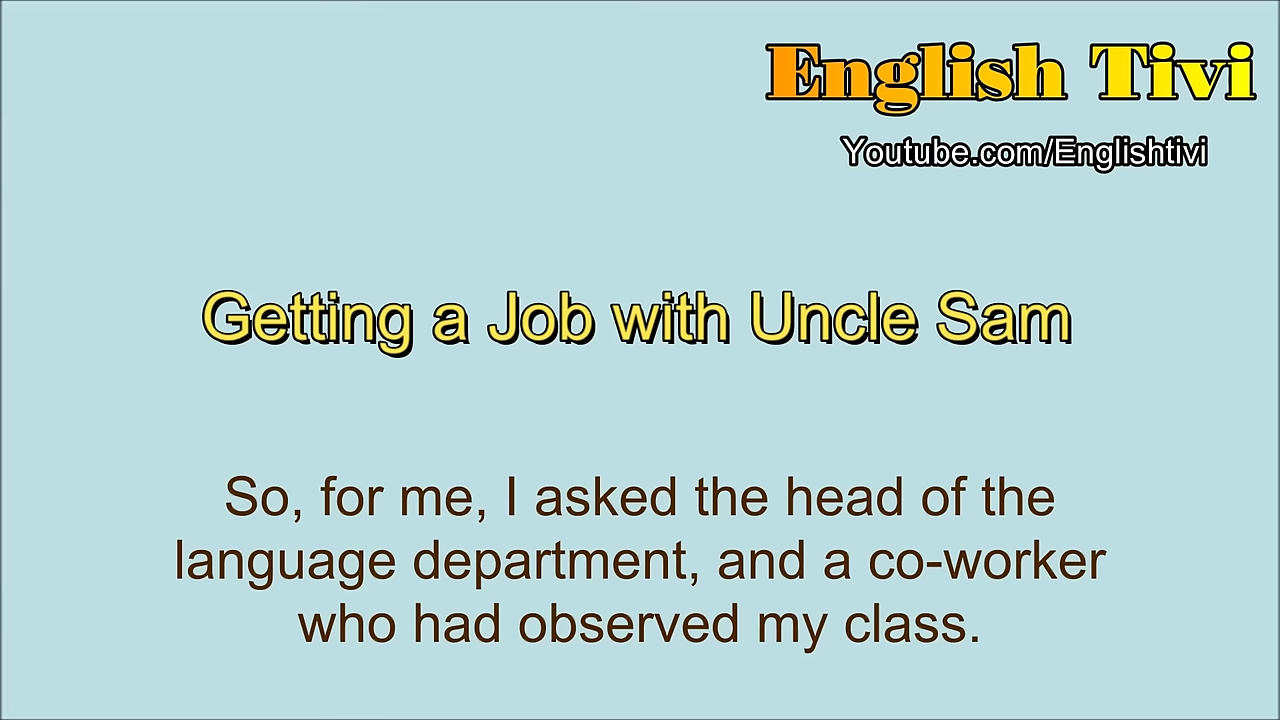 English Tivi
Youtube.com/Englishtivi
Getting a Job with Uncle Sam
So, for me, I asked the head of the
language department, and a co-worker
who had observed my class.